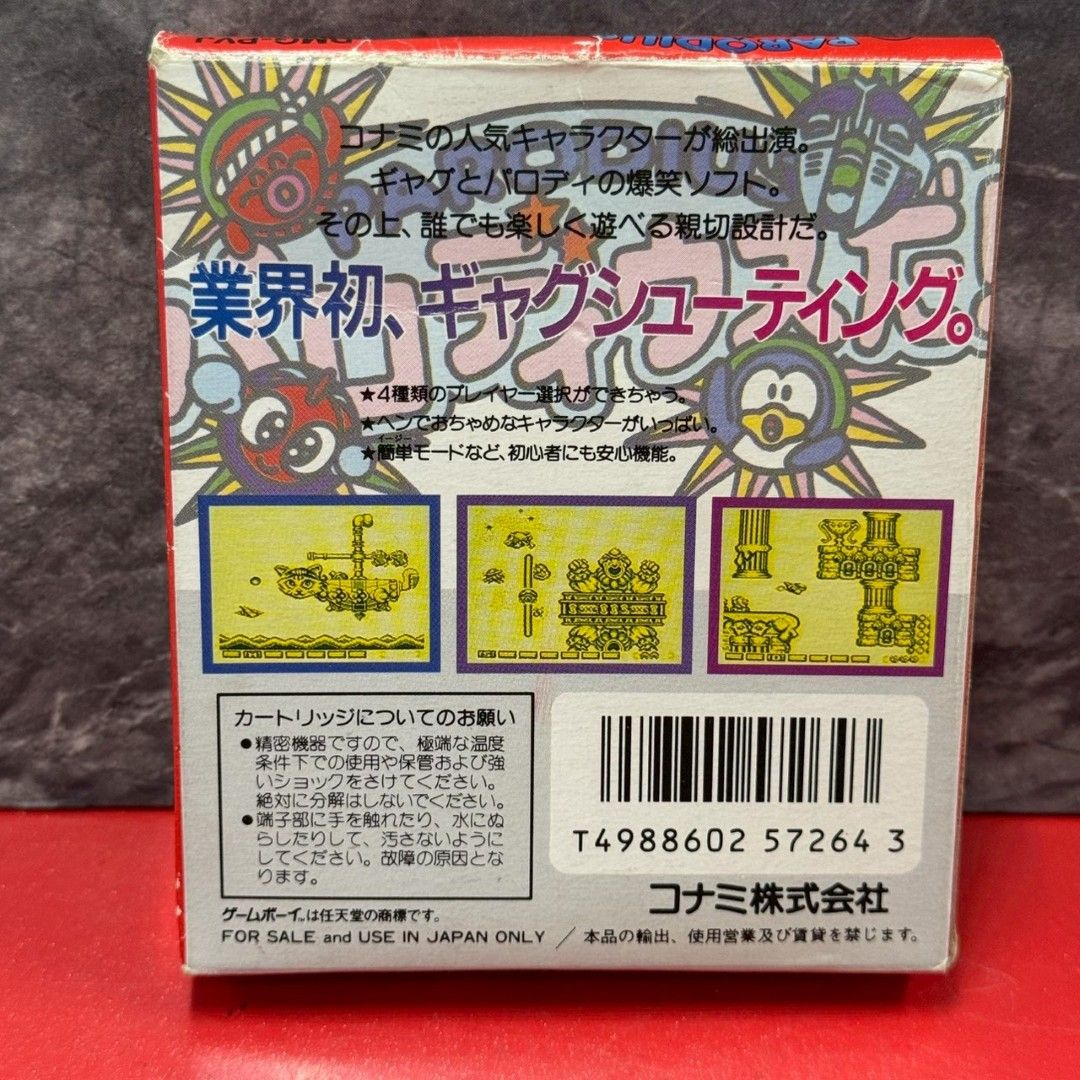 DMG-PYJ
PARODIUS
コナミの人気キャラクターが総出演。
ギャグとパロディの爆笑ソフト。
その上、誰でも楽しく遊べる親切設計だ。
PARODIUS
パロディウスだ
業界初、ギャグシューティング。
★4種類のプレイヤー選択ができちゃう。
★ヘンでおちゃめなキャラクターがいっぱい。
イージー
★簡単モードなど、初心者にも安心機能。
カートリッジについてのお願い
●精密機器ですので、極端な温度
条件下での使用や保管および強
いショックをさけてください。
絶対に分解はしないでください。
●端子部に手を触れたり、水にぬ
らしたりして、汚さないように
してください。故障の原因とな
ります。
T4988602 57264 3
コナミ株式会社
ゲームボーイ™は任天堂の商標です。
FOR SALE and USE IN JAPAN ONLY / 本品の輸出、使用営業及び賃貸を禁じます。